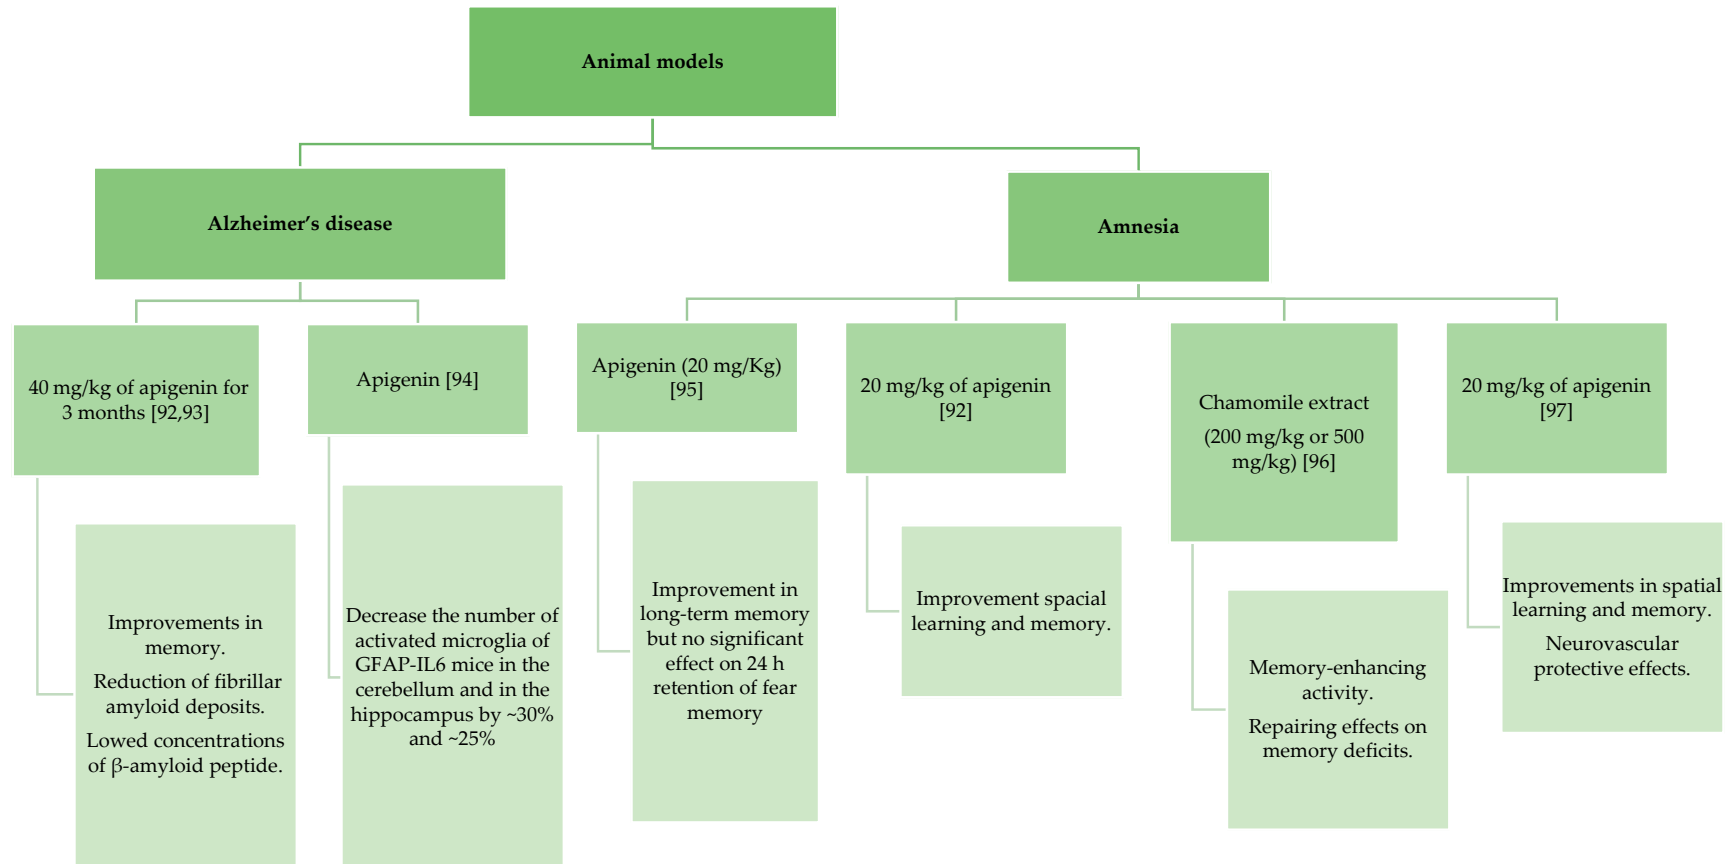 Animal models
Alzheimer’s disease
Amnesia
40 mg/kg of apigenin for
3 months [92,93]
Apigenin [94]
Apigenin (20 mg/Kg)
[95]
20 mg/kg of apigenin
[92]
Chamomile extract
(200 mg/kg or 500
mg/kg) [96]
20 mg/kg of apigenin
[97]
Improvements in
memory.
Reduction of fibrillar
amyloid deposits.
Lowed concentrations
of β-amyloid peptide.
Decrease the number of
activated microglia of
GFAP-IL6 mice in the
cerebellum and in the
hippocampus by ~30%
and ~25%
Improvement in
long-term memory
but no significant
effect on 24 h
retention of fear
memory
Improvement spacial
learning and memory.
Memory-enhancing
activity.
Repairing effects on
memory deficits.
Improvements in spatial
learning and memory.
Neurovascular
protective effects.